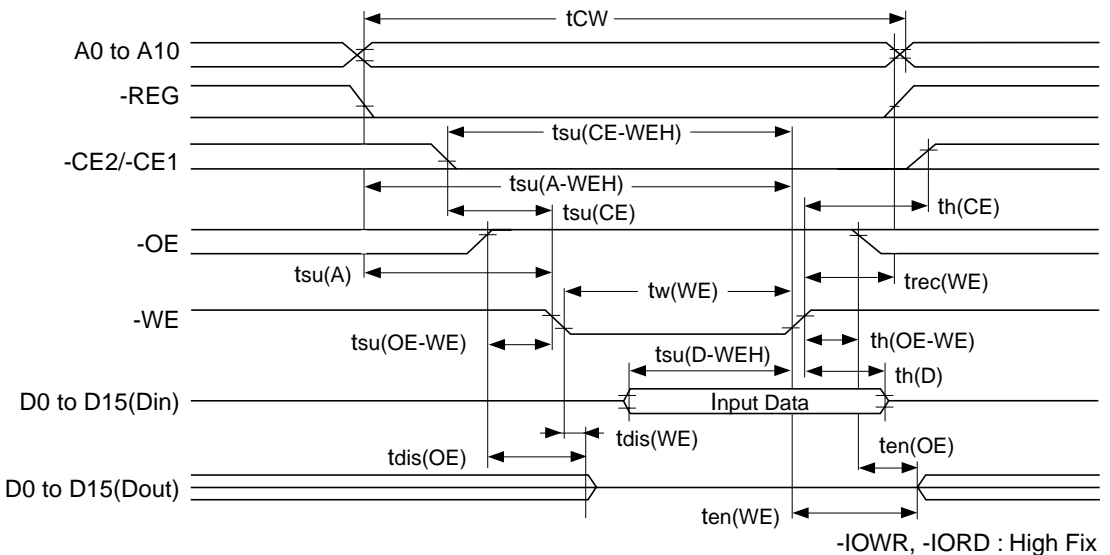 tCW
A0 to A10
-REG
tsu(CE-WEH)
-CE2/-CE1
tsu(A-WEH)
tsu(CE)
th(CE)
-OE
tsu(A)
trec(WE)
tw(WE)
-WE
tsu(OE-WE)
th(OE-WE)
tsu(D-WEH)
th(D)
D0 to D15(Din)
Input Data
tdis(WE)
tdis(OE)
ten(OE)
D0 to D15(Dout)
ten(WE)
-IOWR, -IORD : High Fix